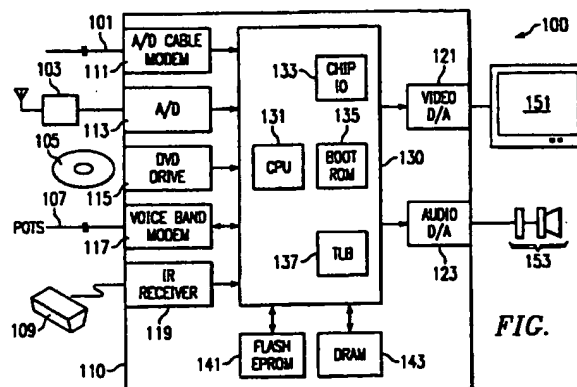 100
101
A/D CABLE
MODEM
111
103
A/D
113
105
DVD
DRIVE
115
107
POTS
VOICE BAND
MODEM
117
IR
RECEIVER
109
119
110
133
CHIP
IO
131
CPU
135
BOOT
ROM
130
137
TLB
121
VIDEO
D/A
151
AUDIO
D/A
123
153
141
FLASH
EPROM
DRAM
143
FIG.